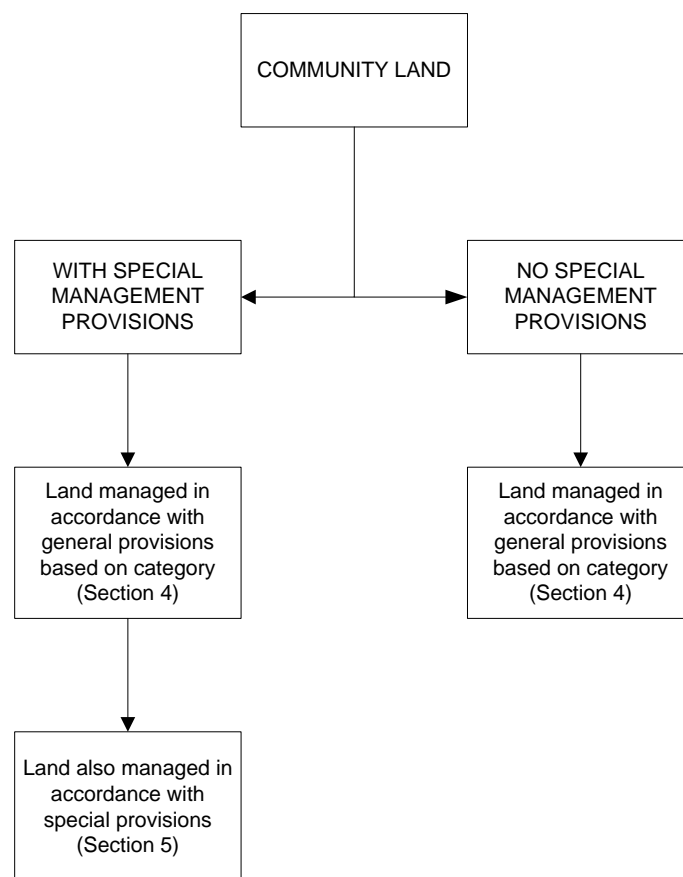 COMMUNITY LAND
WITH SPECIAL
MANAGEMENT
PROVISIONS
NO SPECIAL
MANAGEMENT
PROVISIONS
Land managed in
accordance with
general provisions
based on category
(Section 4)
Land managed in
accordance with
general provisions
based on category
(Section 4)
Land also managed in
accordance with
special provisions
(Section 5)